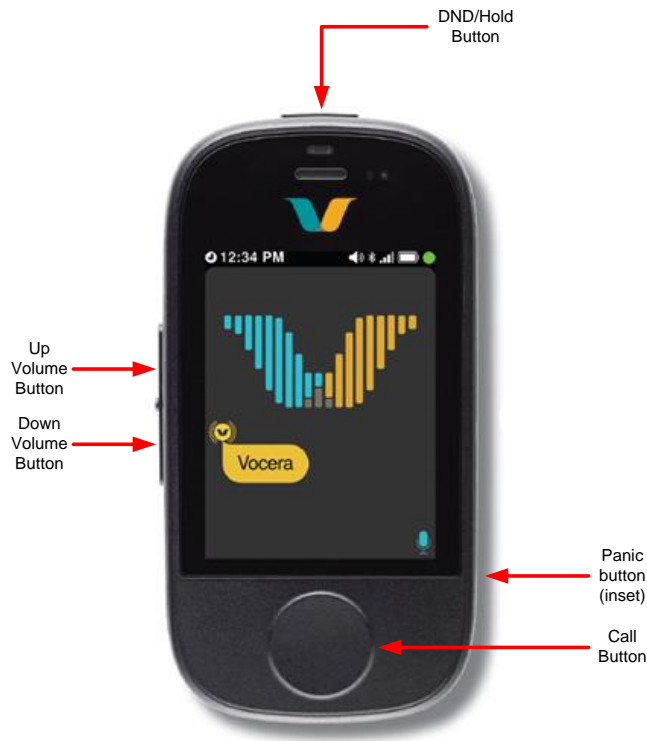 DND/Hold
Button
12:34 PM
Up
Volume
Button
Down
Volume
Button
Vocera
Panic
button
(inset)
Call
Button